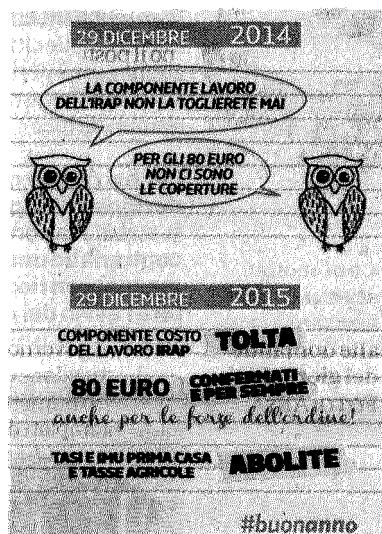 29 DICEMBRE 2014
LA COMPONENTE LAVORO
DELL'IRAP NON LA TOGLIERETE MAI
PER GLI 80 EURO
NON CI SONO
LE COPERTURE
29 DICEMBRE 2015
COMPONENTE COSTO
DEL LAVORO IRAP
TOLTA
80 EURO
CONFERMATI
E PER SEMPRE
anche per le forze dell'ordine!
TASI E IMU PRIMA CASA
E TASSE AGRICOLE
ABOLITE
#buonanno